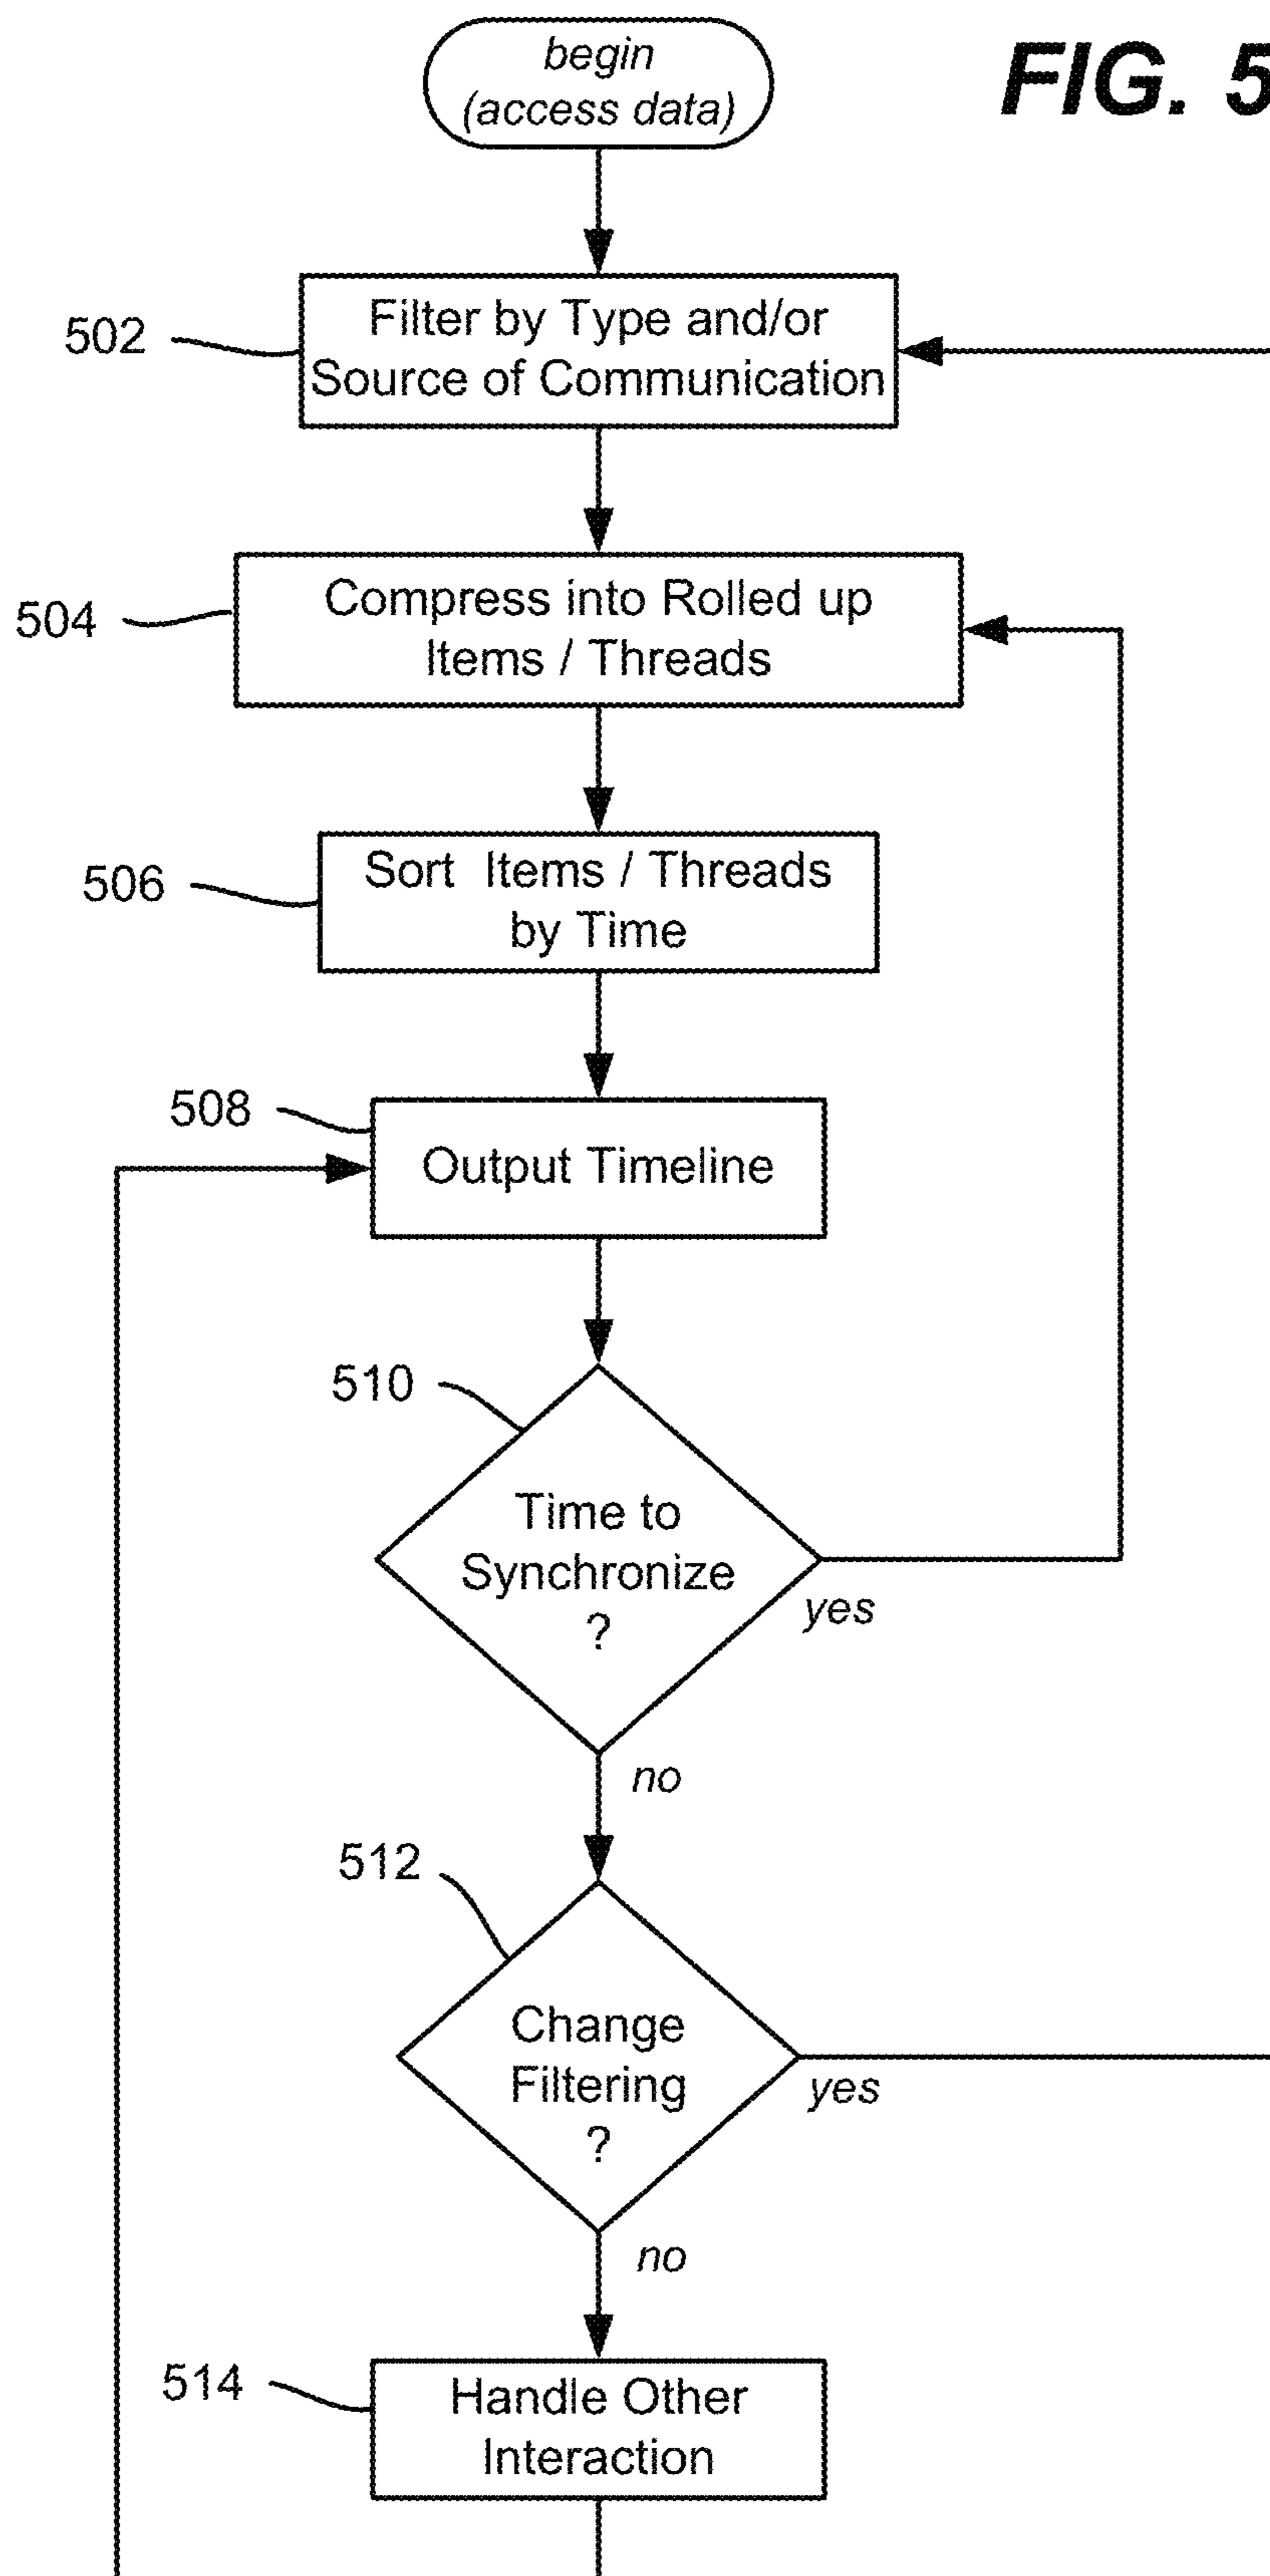 begin
(access data)
FIG. 5
502
Filter by Type and/or
Source of Communication
504
Compress into Rolled up
Items / Threads
506
Sort Items / Threads
by Time
508
Output Timeline
510
Time to
Synchronize
?
yes
no
512
Change
Filtering
?
yes
no
514
Handle Other
Interaction